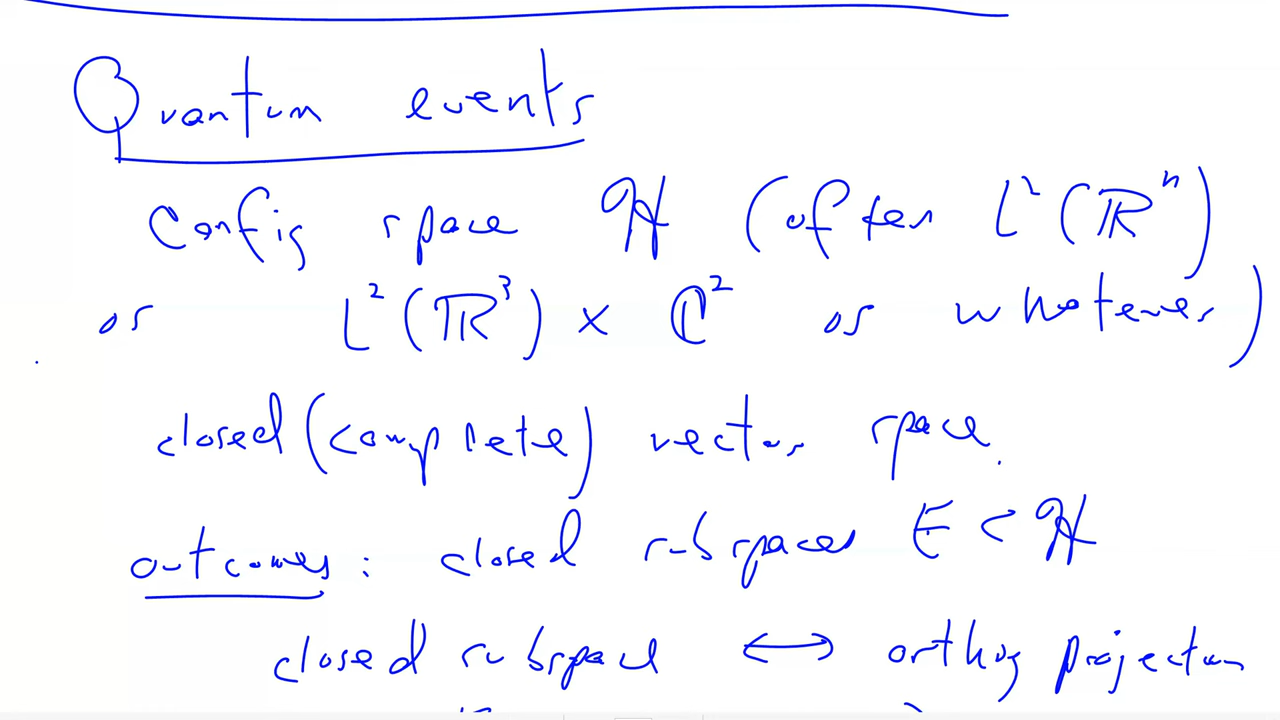 Quantum events
Config space ℋ (often L²(ℝⁿ)
or L²(ℝ³) × ℂ² or whatever)
closed (complete) vector space.
outcomes: closed subspaces E ⊂ ℋ
closed subspace ↔ orthog projection